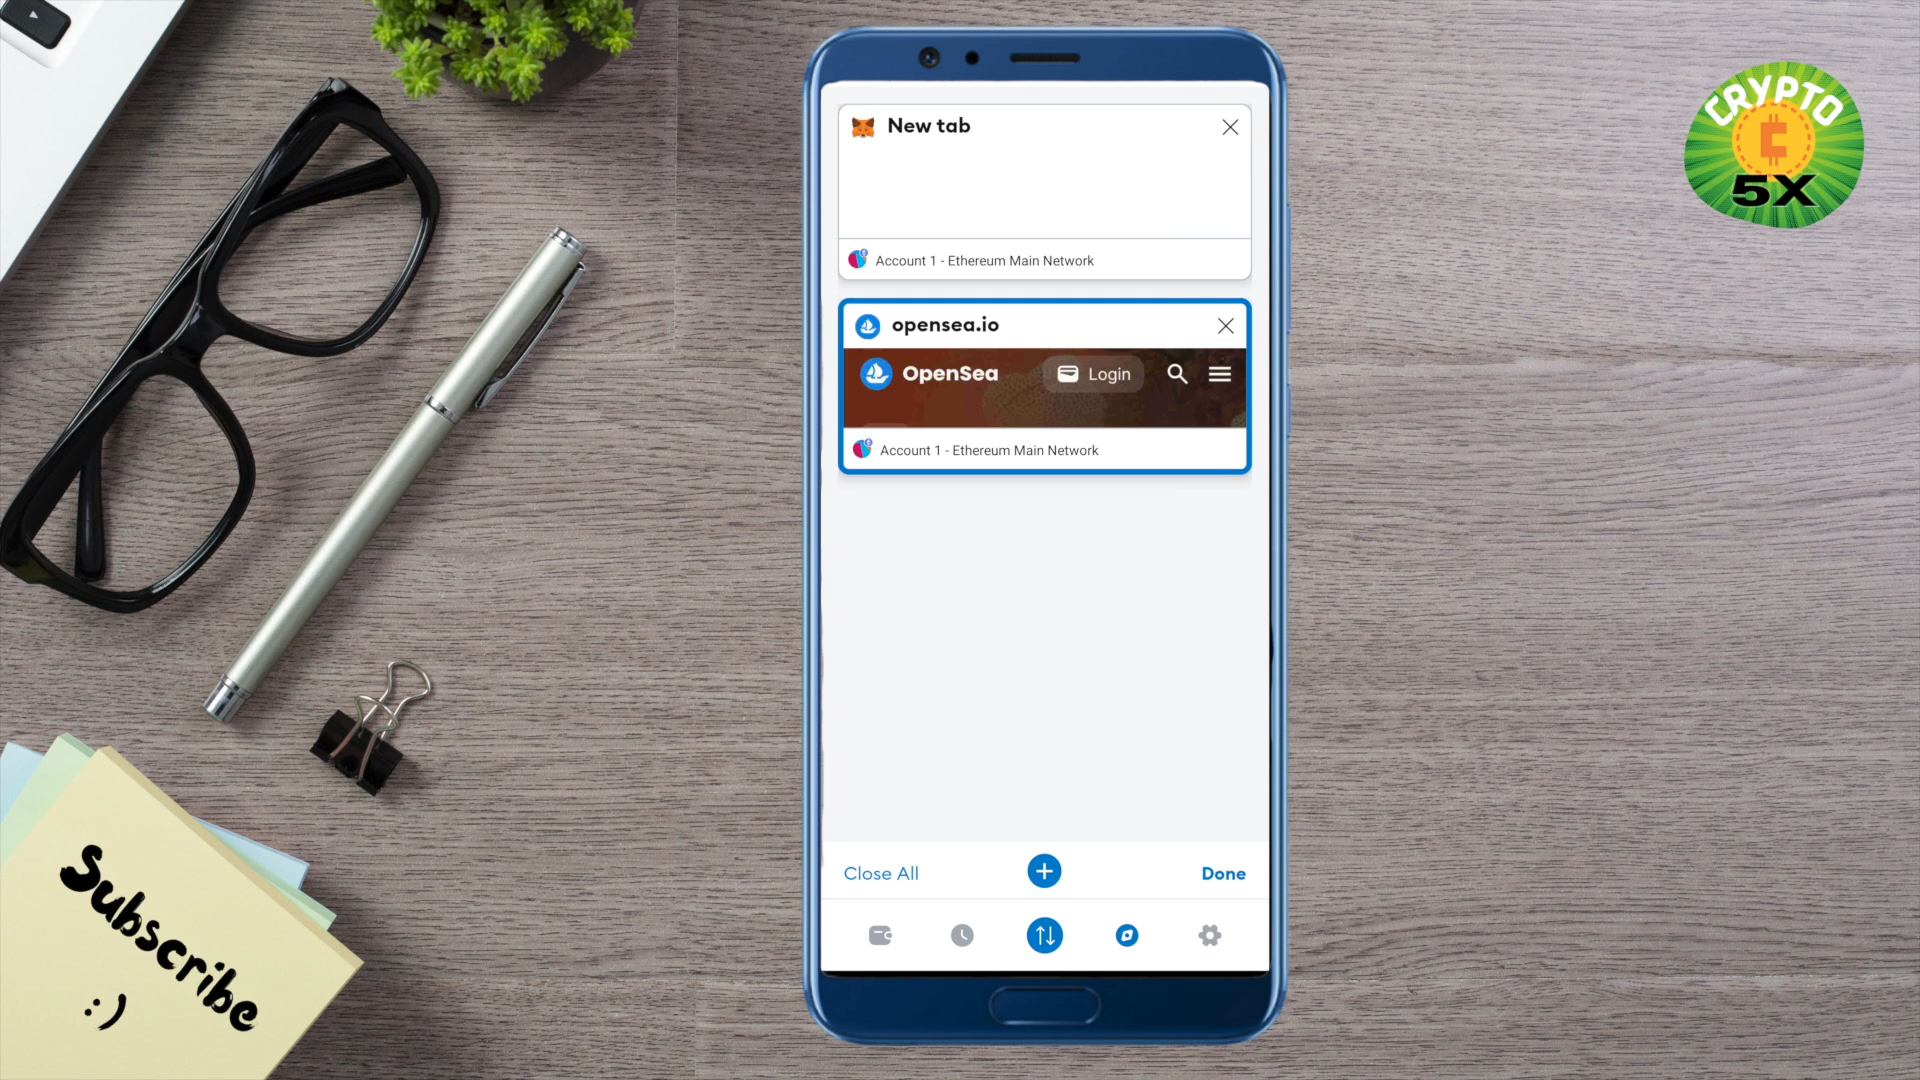 New tab
Account 1 - Ethereum Main Network
opensea.io
OpenSea
Login
Account 1 - Ethereum Main Network
Close All
Done
CRYPTO
5X
Subscribe
:)